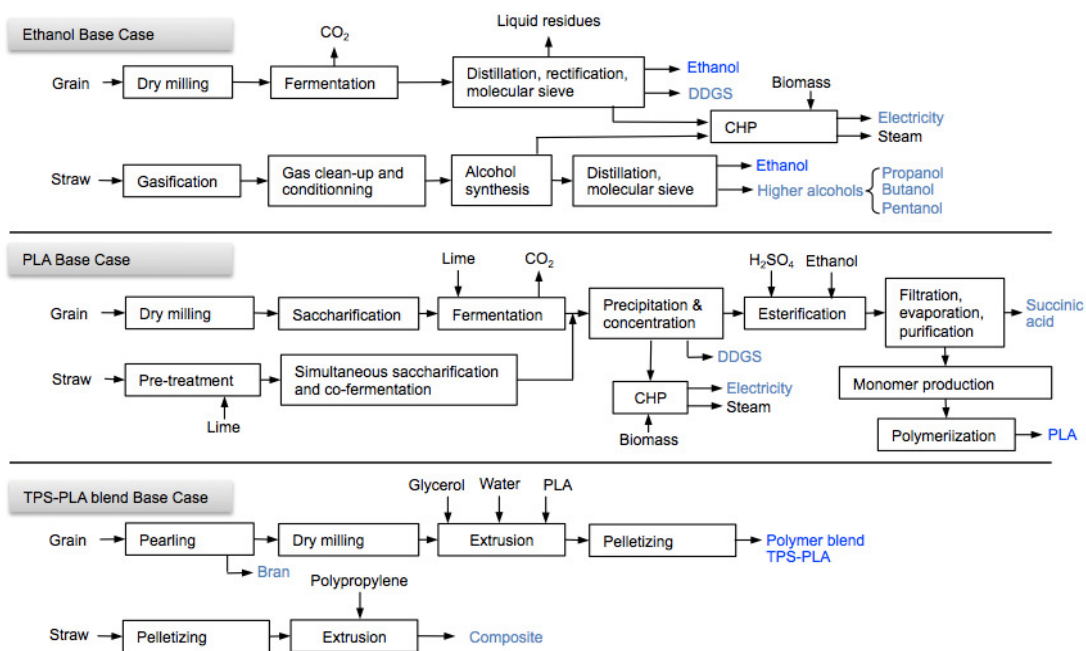 Ethanol Base Case
CO2
Liquid residues
Grain
Dry milling
Fermentation
Distillation, rectification,
molecular sieve
Ethanol
DDGS
Biomass
CHP
Electricity
Steam
Straw
Gasification
Gas clean-up and
conditionning
Alcohol
synthesis
Distillation,
molecular sieve
Ethanol
Higher alcohols
Propanol
Butanol
Pentanol
PLA Base Case
Lime
CO2
H2SO4
Ethanol
Grain
Dry milling
Saccharification
Fermentation
Precipitation &
concentration
Esterification
Filtration,
evaporation,
purification
Succinic
acid
DDGS
Straw
Pre-treatment
Simultaneous saccharification
and co-fermentation
Lime
CHP
Electricity
Steam
Biomass
Monomer production
Polymeriization
PLA
TPS-PLA blend Base Case
Glycerol
Water
PLA
Grain
Pearling
Dry milling
Extrusion
Pelletizing
Polymer blend
TPS-PLA
Bran
Polypropylene
Straw
Pelletizing
Extrusion
Composite